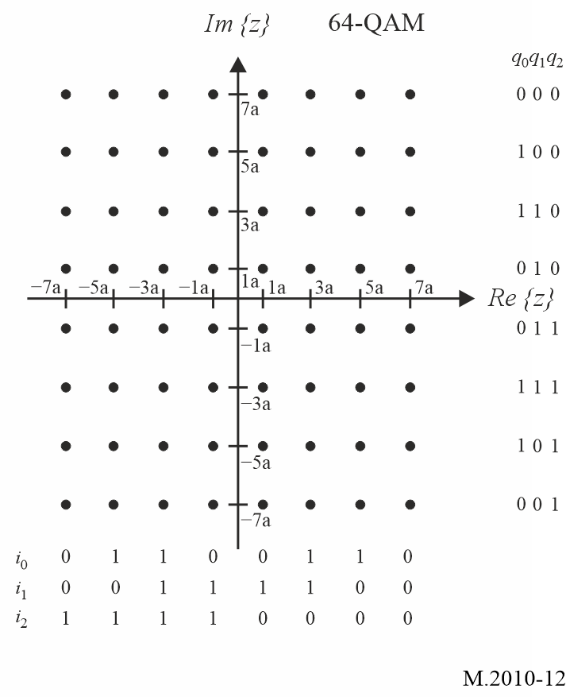 Im {z} 64-QAM
q0q1q2
7a 0 0 0
5a 1 0 0
3a 1 1 0
1a 0 1 0
−7a −5a −3a −1a 1a 3a 5a 7a
Re {z}
−1a 0 1 1
−3a 1 1 1
−5a 1 0 1
−7a 0 0 1
i0 0 1 1 0 0 1 1 0
i1 0 0 1 1 1 1 0 0
i2 1 1 1 1 0 0 0 0
M.2010-12